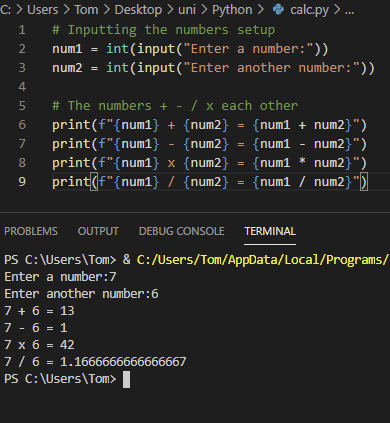 C: > Users > Tom > Desktop > uni > Python > calc.py > ...
1 # Inputting the numbers setup
2 num1 = int(input("Enter a number:"))
3 num2 = int(input("Enter another number:"))
4
5 # The numbers + - / x each other
6 print(f"{num1} + {num2} = {num1 + num2}")
7 print(f"{num1} - {num2} = {num1 - num2}")
8 print(f"{num1} x {num2} = {num1 * num2}")
9 print(f"{num1} / {num2} = {num1 / num2}")
PROBLEMS OUTPUT DEBUG CONSOLE TERMINAL
PS C:\Users\Tom> & C:/Users/Tom/AppData/Local/Programs/
Enter a number:7
Enter another number:6
7 + 6 = 13
7 - 6 = 1
7 x 6 = 42
7 / 6 = 1.1666666666666667
PS C:\Users\Tom>